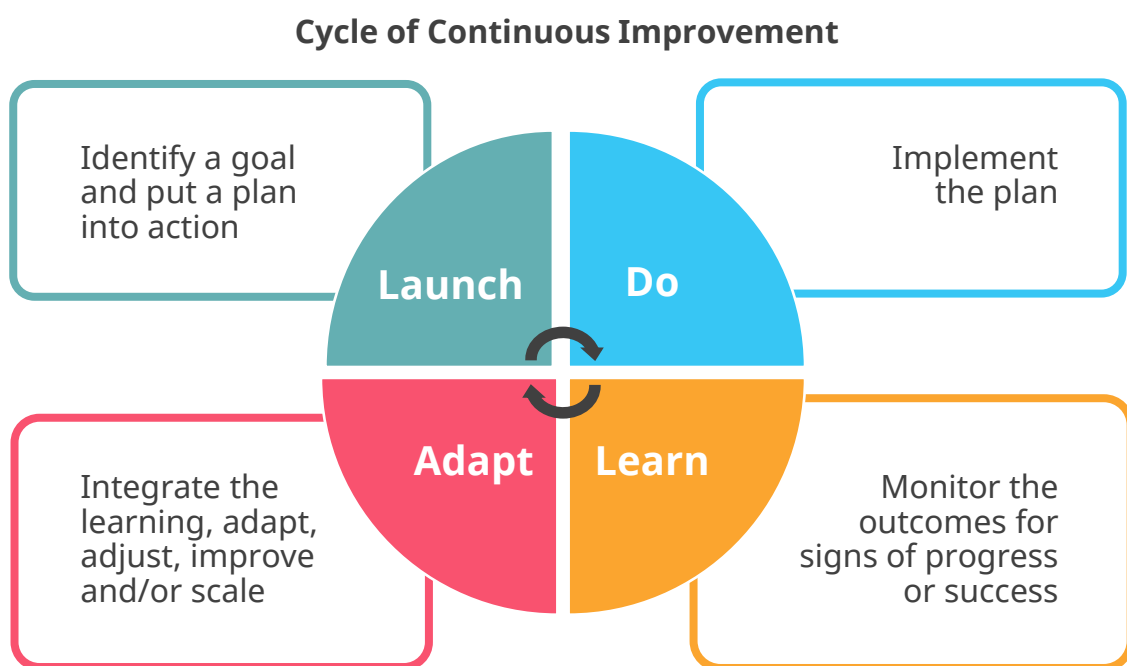 Cycle of Continuous Improvement
Identify a goal
and put a plan
into action
Launch
Do
Implement
the plan
Adapt
Learn
Integrate the
learning, adapt,
adjust, improve
and/or scale
Monitor the
outcomes for
signs of progress
or success